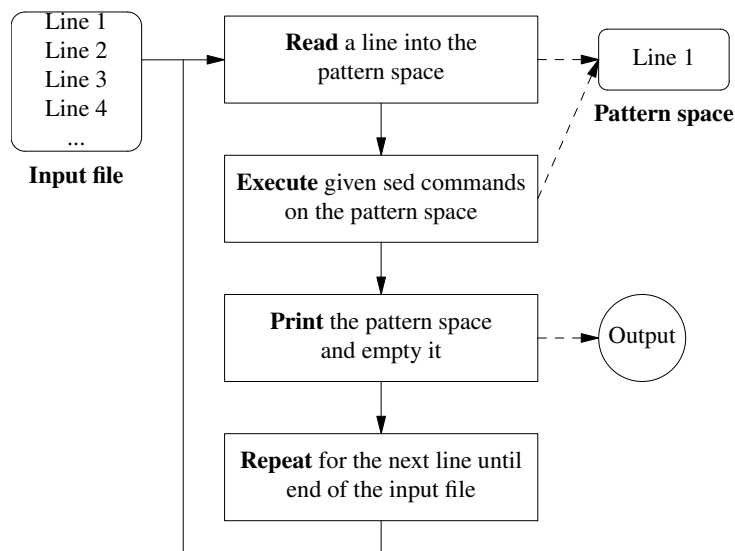 Line 1
Line 2
Line 3
Line 4
...
Input file
Read a line into the
pattern space
Line 1
Pattern space
Execute given sed commands
on the pattern space
Print the pattern space
and empty it
Output
Repeat for the next line until
end of the input file